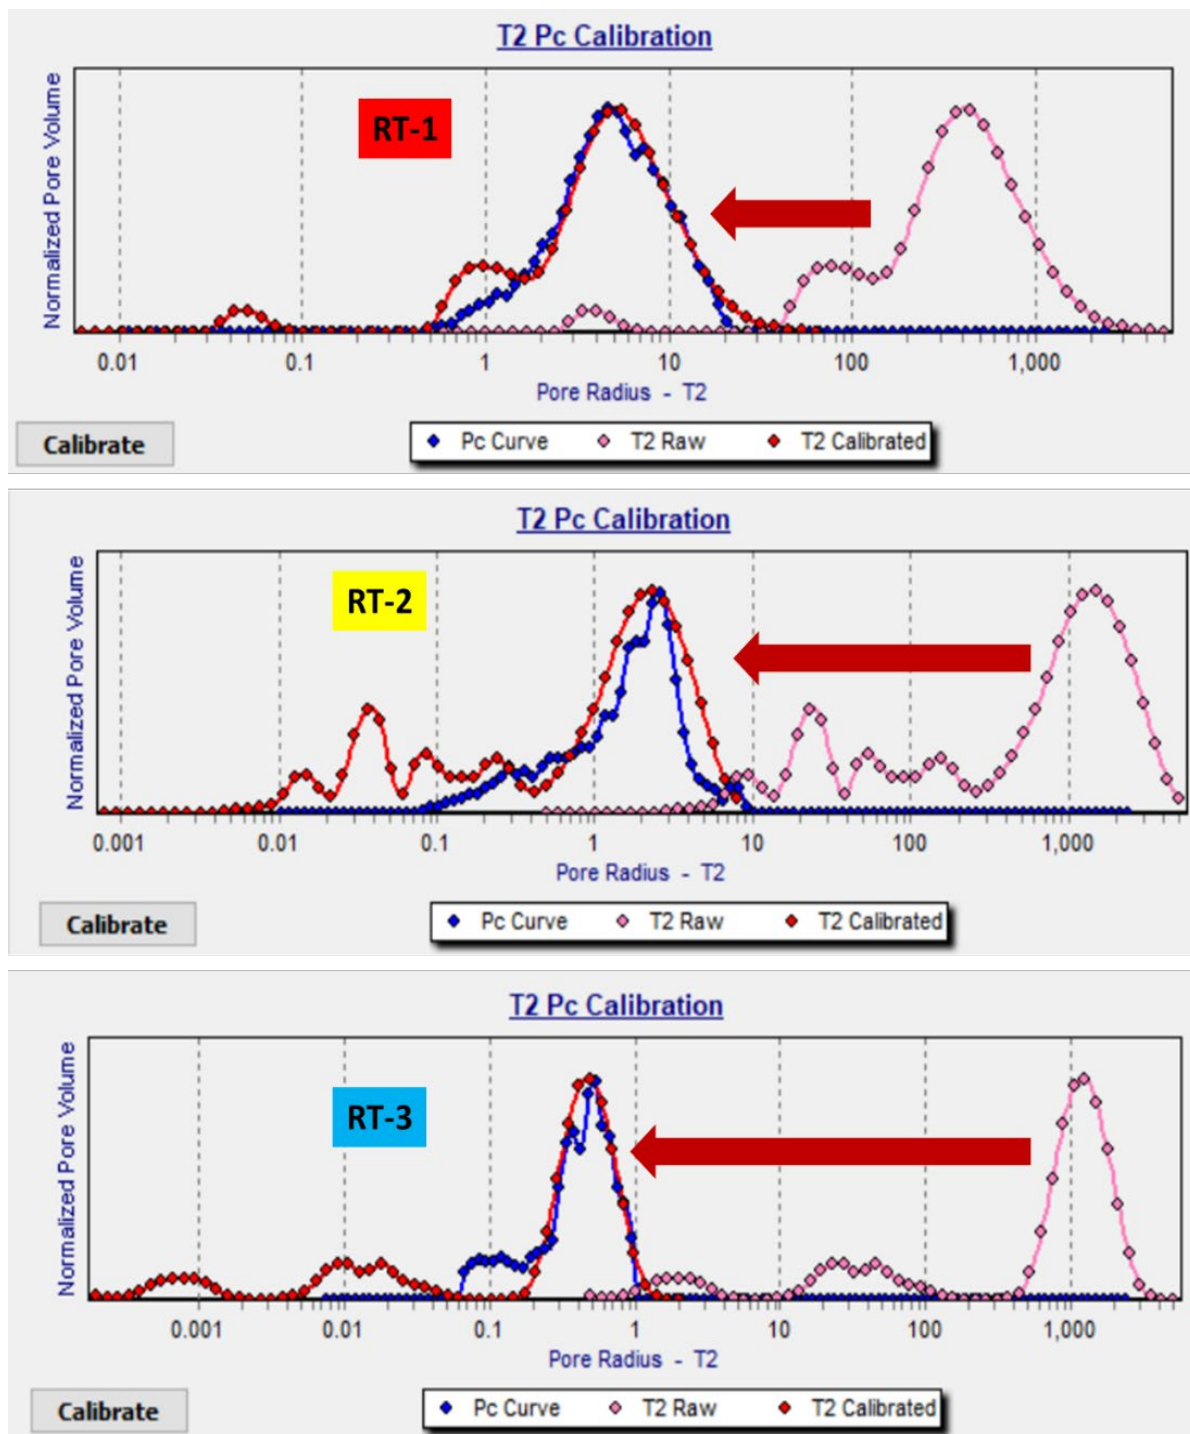 T2 Pc Calibration
Normalized Pore Volume
RT-1
0.01 0.1 1 10 100 1,000
Pore Radius - T2
Calibrate
Pc Curve T2 Raw T2 Calibrated
T2 Pc Calibration
Normalized Pore Volume
RT-2
0.001 0.01 0.1 1 10 100 1,000
Pore Radius - T2
Calibrate
Pc Curve T2 Raw T2 Calibrated
T2 Pc Calibration
Normalized Pore Volume
RT-3
0.001 0.01 0.1 1 10 100 1,000
Pore Radius - T2
Calibrate
Pc Curve T2 Raw T2 Calibrated